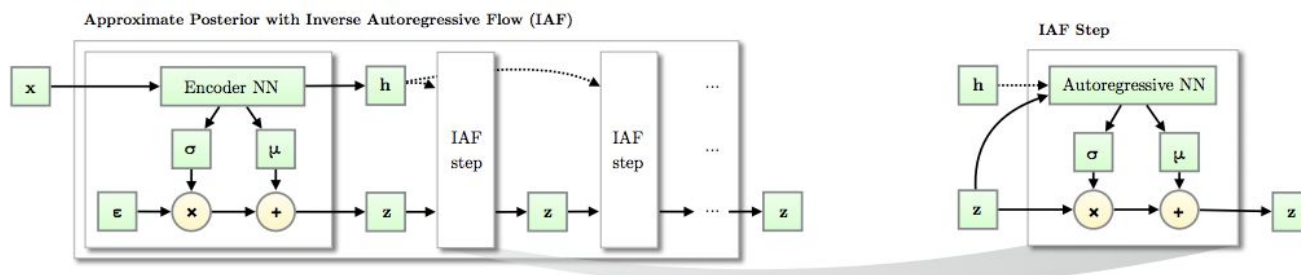 Approximate Posterior with Inverse Autoregressive Flow (IAF)
IAF Step
x
Encoder NN
h
...
h
Autoregressive NN
σ
μ
IAF
step
IAF
step
...
σ
μ
ε
×
+
z
z
...
z
z
×
+
z